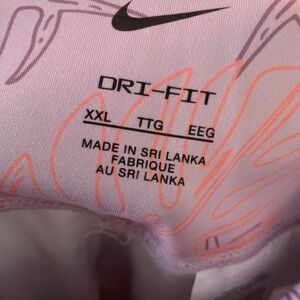 DRI-FIT
XXL TTG EEG
MADE IN SRI LANKA
FABRIQUE
AU SRI LANKA